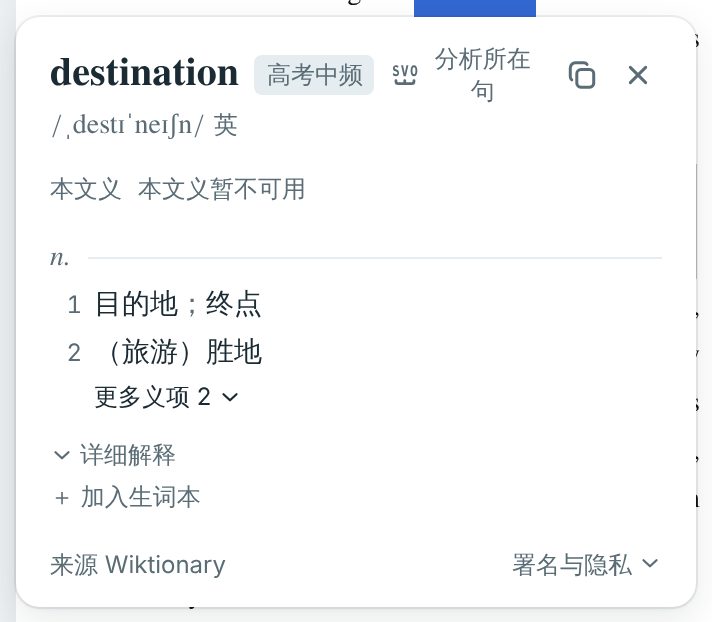 destination 高考中频 SVO 分析所在句
/ˌdestɪˈneɪʃn/ 英
本文义 本文义暂不可用
n.
1 目的地；终点
2 （旅游）胜地
更多义项 2
详细解释
+ 加入生词本
来源 Wiktionary 署名与隐私